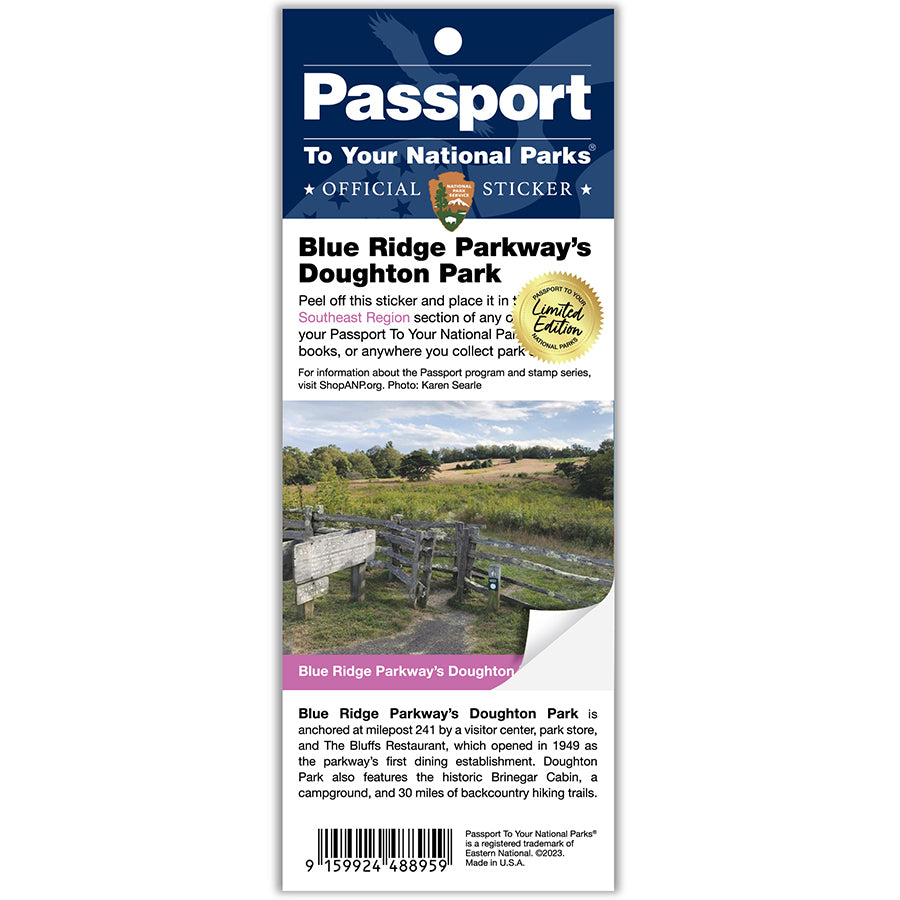 Passport
To Your National Parks®
★ OFFICIAL STICKER ★
NATIONAL
PARK
SERVICE
Blue Ridge Parkway's
Doughton Park
Peel off this sticker and place it in
Southeast Region section of any
your Passport To Your National
books, or anywhere you collect park
PASSPORT TO YOUR
Limited
Edition
NATIONAL PARKS
For information about the Passport program and stamp series,
visit ShopANP.org. Photo: Karen Searle
Blue Ridge Parkway's Doughton
Blue Ridge Parkway's Doughton Park is
anchored at milepost 241 by a visitor center, park store,
and The Bluffs Restaurant, which opened in 1949 as
the parkway's first dining establishment. Doughton
Park also features the historic Brinegar Cabin, a
campground, and 30 miles of backcountry hiking trails.
9 159924 488959
Passport To Your National Parks®
is a registered trademark of
Eastern National. ©2023.
Made in U.S.A.